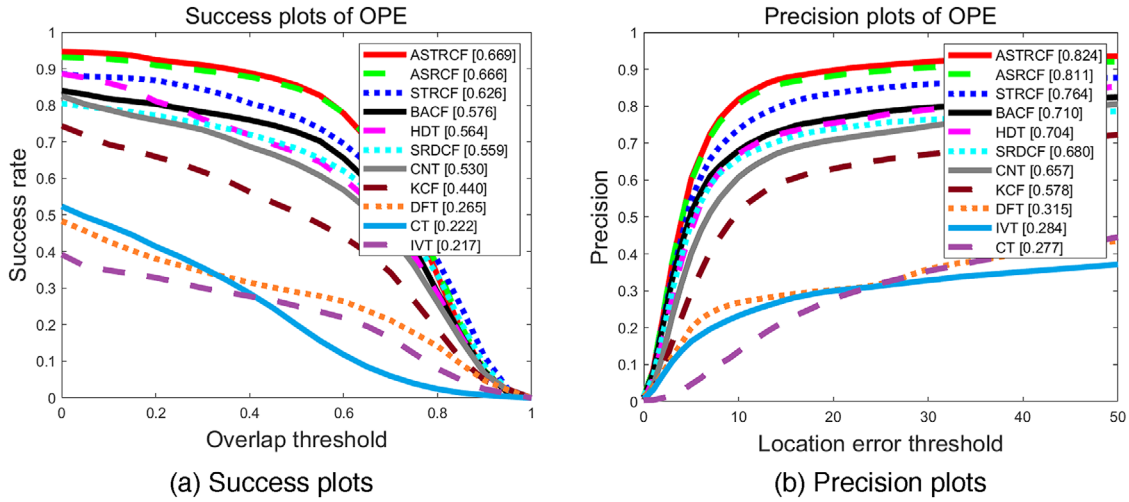 Success plots of OPE
1
0.9
0.8
0.7
0.6
0.5
0.4
0.3
0.2
0.1
0
Success rate
0 0.2 0.4 0.6 0.8 1
Overlap threshold
ASTRCF [0.669]
ASRCF [0.666]
STRCF [0.626]
BACF [0.576]
HDT [0.564]
SRDCF [0.559]
CNT [0.530]
KCF [0.440]
DFT [0.265]
CT [0.222]
IVT [0.217]
(a) Success plots
Precision plots of OPE
1
0.9
0.8
0.7
0.6
0.5
0.4
0.3
0.2
0.1
0
Precision
0 10 20 30 40 50
Location error threshold
ASTRCF [0.824]
ASRCF [0.811]
STRCF [0.764]
BACF [0.710]
HDT [0.704]
SRDCF [0.680]
CNT [0.657]
KCF [0.578]
DFT [0.315]
IVT [0.284]
CT [0.277]
(b) Precision plots